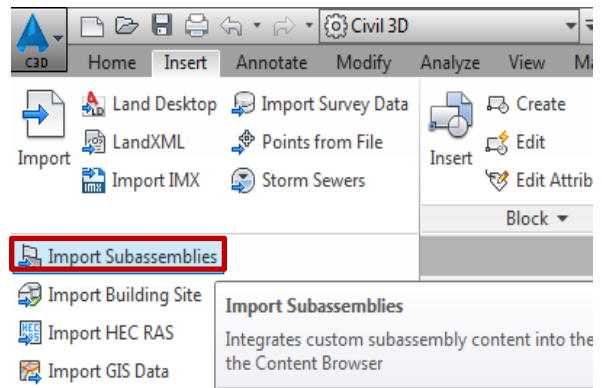 Civil 3D
C3D Home Insert Annotate Modify Analyze View
Land Desktop Import Survey Data Create
LandXML Points from File Edit
Import Insert
Import IMX Storm Sewers Edit Attrib
Block
Import Subassemblies
Import Building Site
Import HEC RAS
Import GIS Data
Import Subassemblies
Integrates custom subassembly content into the
the Content Browser